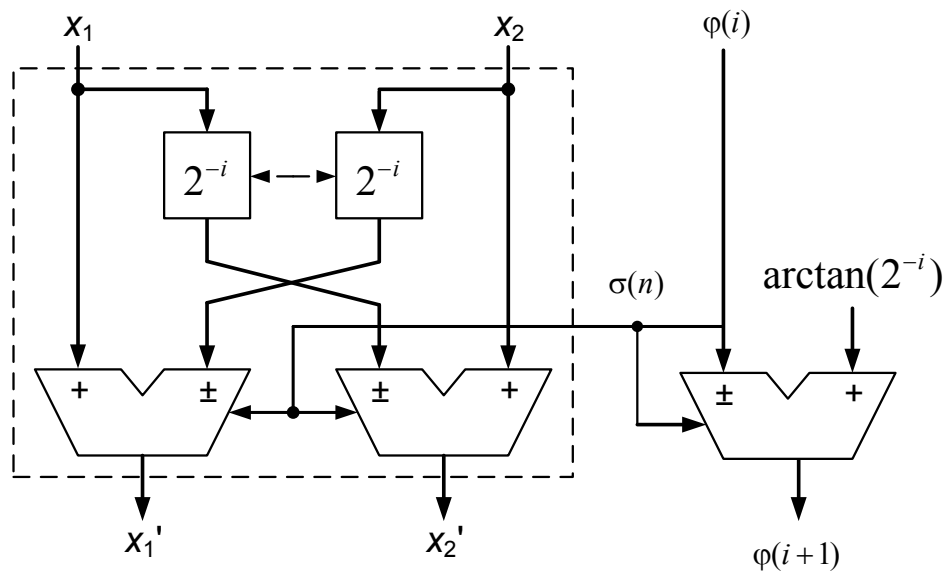 x₁ x₂ φ(i)
2⁻ⁱ 2⁻ⁱ
σ(n) arctan(2⁻ⁱ)
+ ± ± + ± +
x₁' x₂' φ(i+1)